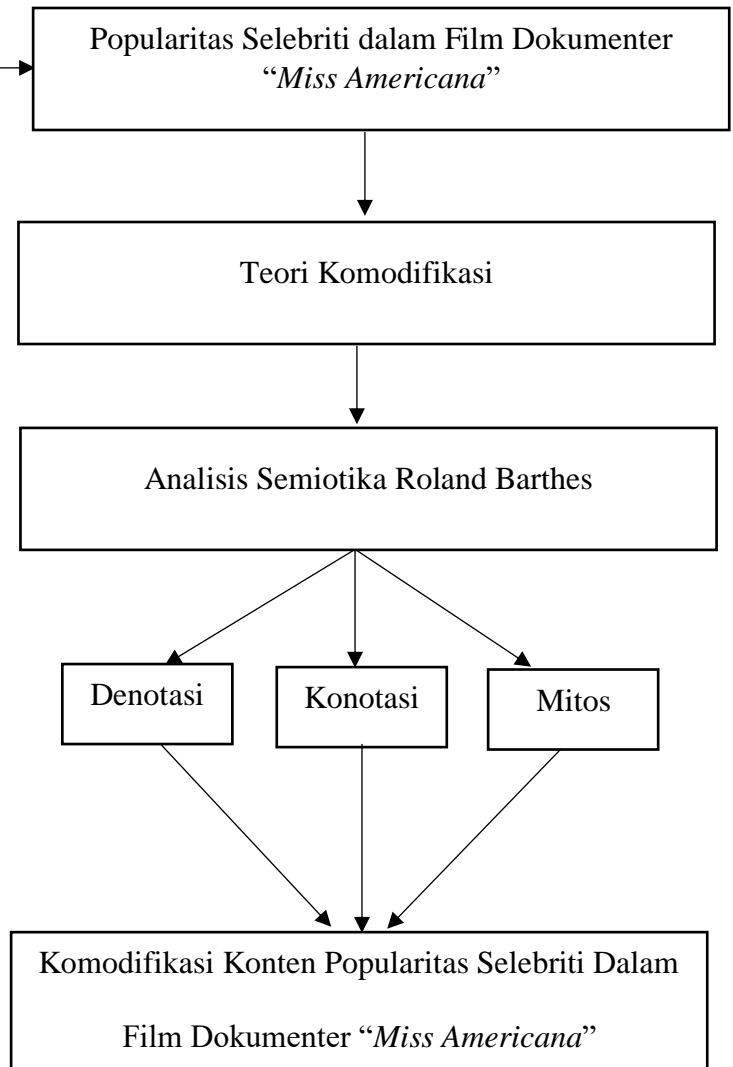 Popularitas Selebriti dalam Film Dokumenter
“Miss Americana”
Teori Komodifikasi
Analisis Semiotika Roland Barthes
Denotasi
Konotasi
Mitos
Komodifikasi Konten Popularitas Selebriti Dalam
Film Dokumenter “Miss Americana”